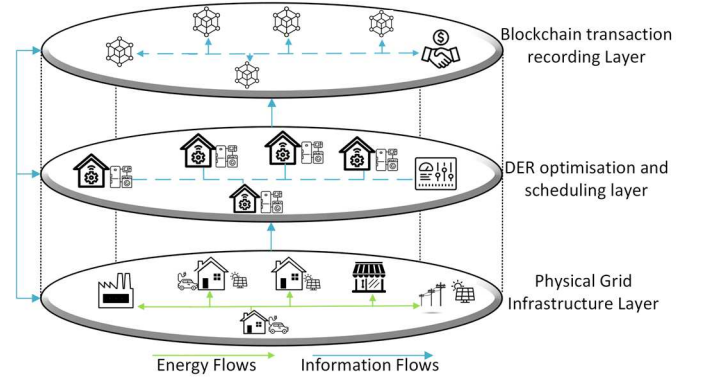 Blockchain transaction
recording Layer
$
DER optimisation and
scheduling layer
Physical Grid
Infrastructure Layer
Energy Flows
Information Flows